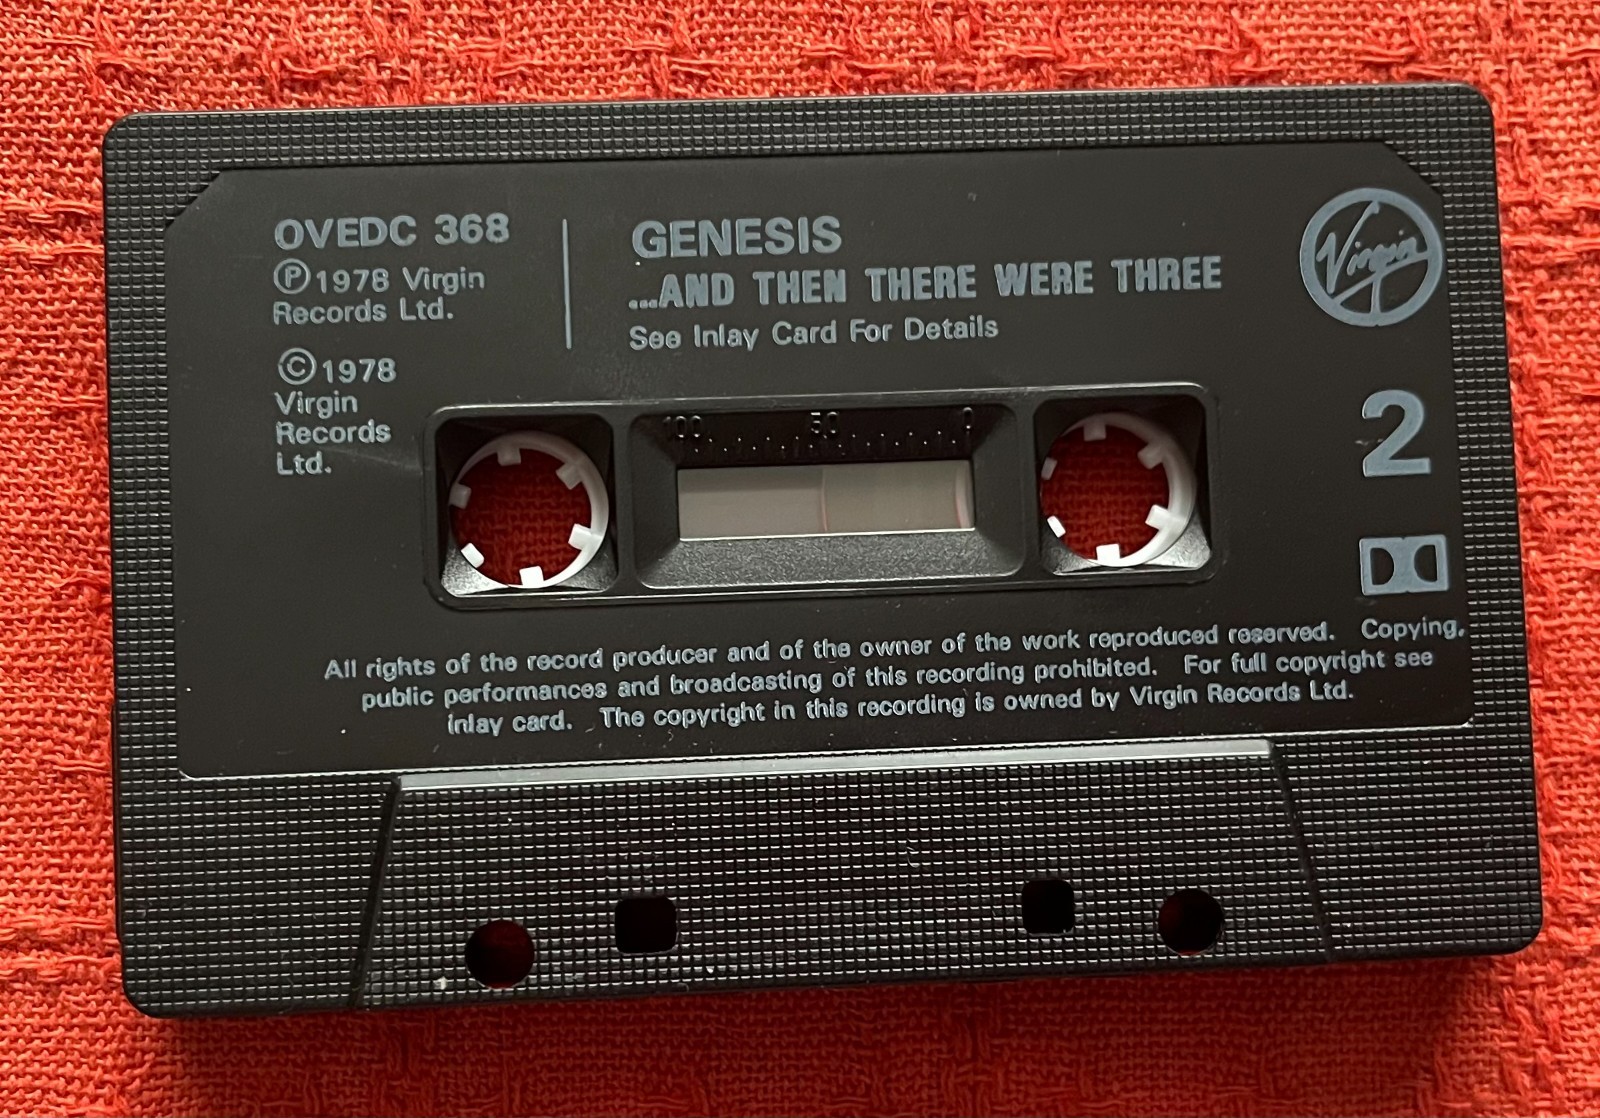 OVEDC 368
Ⓟ1978 Virgin
Records Ltd.
©1978
Virgin
Records
Ltd.
GENESIS
...AND THEN THERE WERE THREE
See Inlay Card For Details
Virgin
100 50 0
2
All rights of the record producer and of the owner of the work reproduced reserved. Copying,
public performances and broadcasting of this recording prohibited. For full copyright see
inlay card. The copyright in this recording is owned by Virgin Records Ltd.